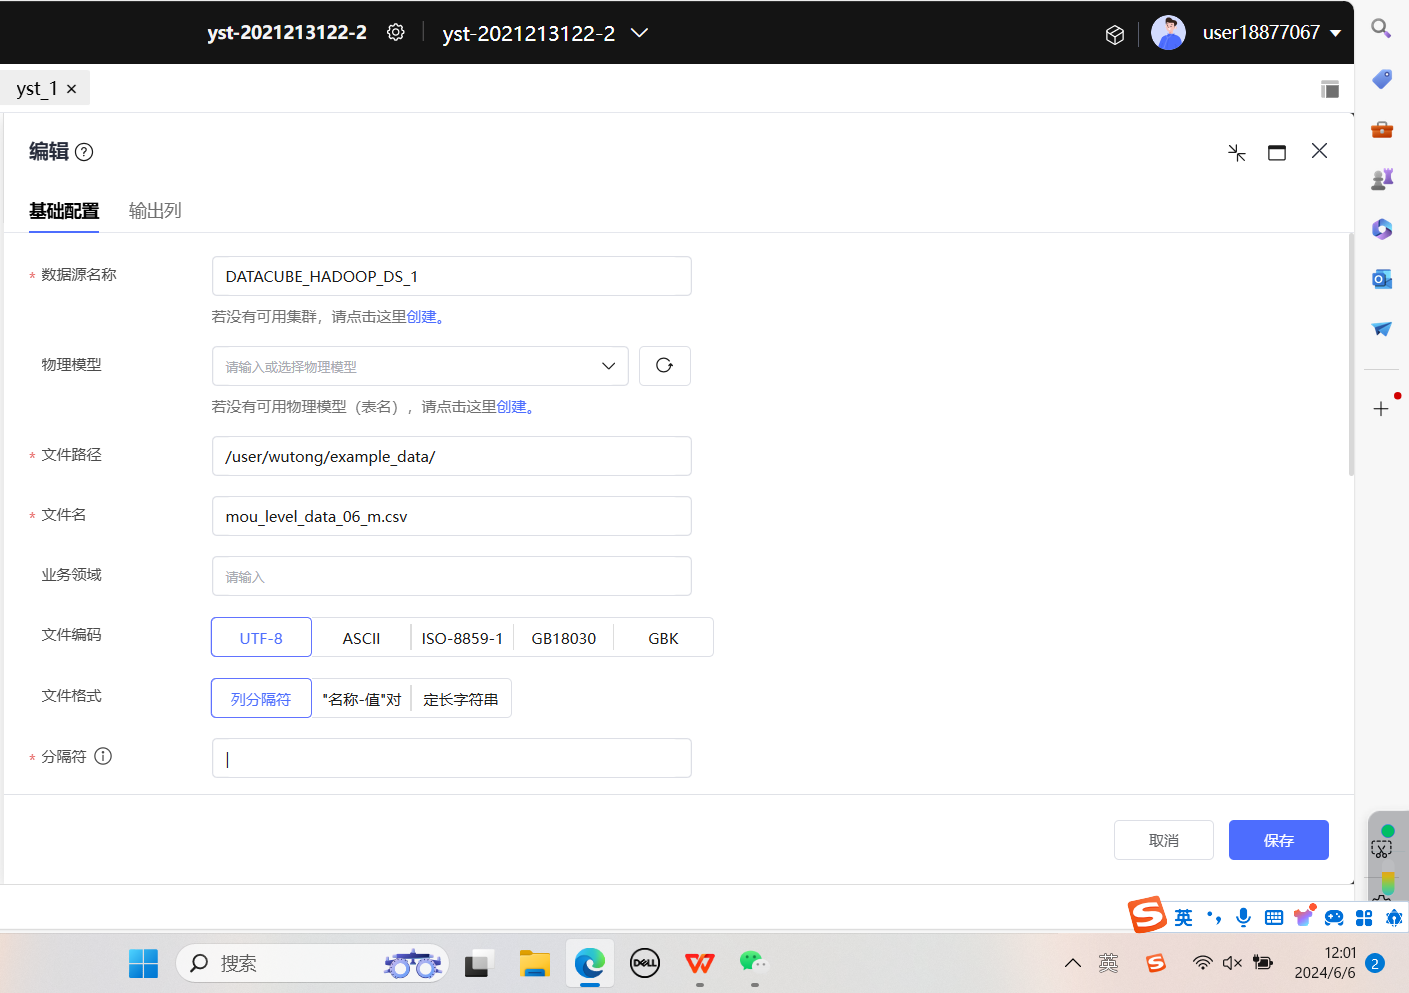 yst-2021213122-2
yst-2021213122-2
user18877067
yst_1 ×
编辑
基础配置
输出列
* 数据源名称
DATACUBE_HADOOP_DS_1
若没有可用集群，请点击这里创建。
物理模型
请输入或选择物理模型
若没有可用物理模型（表名），请点击这里创建。
* 文件路径
/user/wutong/example_data/
* 文件名
mou_level_data_06_m.csv
业务领域
请输入
文件编码
UTF-8
ASCII
ISO-8859-1
GB18030
GBK
文件格式
列分隔符
"名称-值"对
定长字符串
* 分隔符
|
取消
保存
英
搜索
DELL
英
12:01
2024/6/6
2